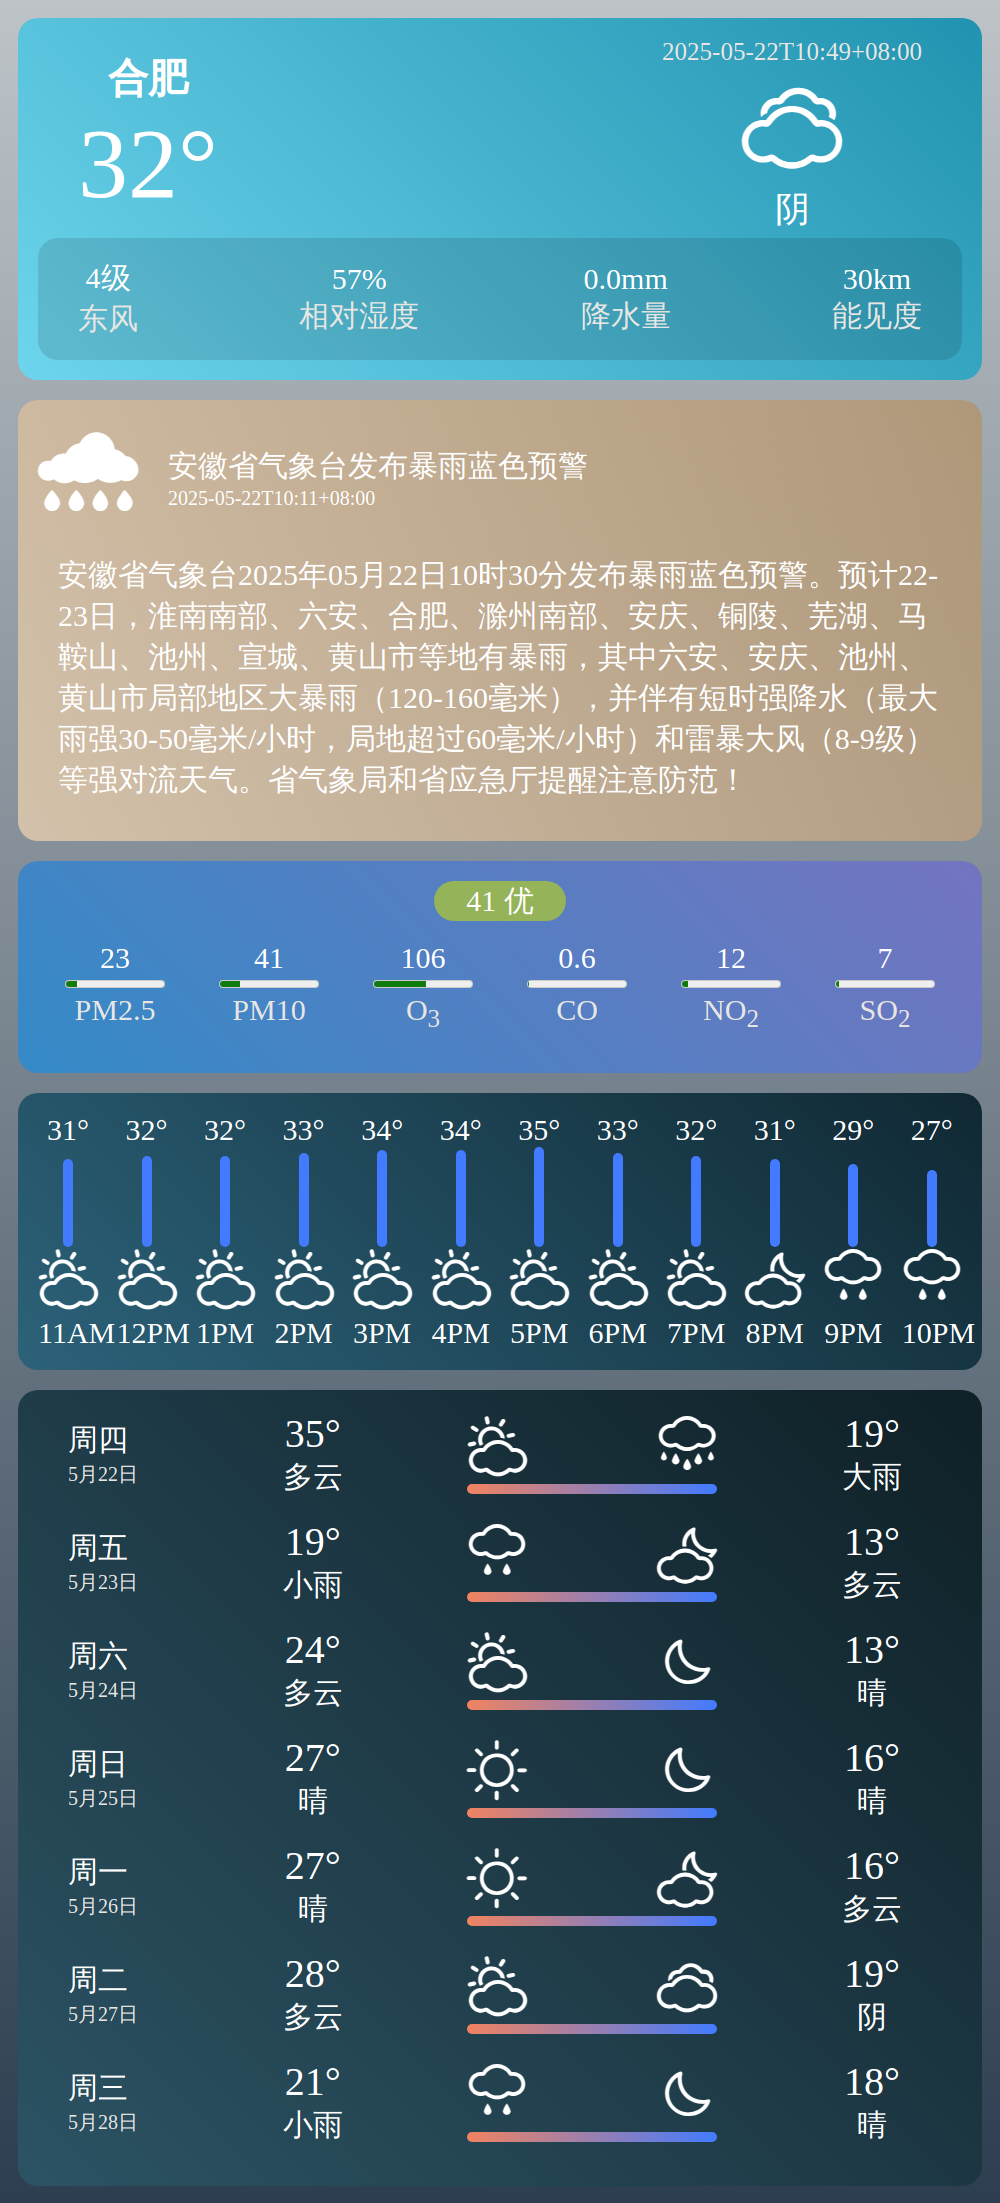 合肥
2025-05-22T10:49+08:00
32°
阴
4级 57% 0.0mm 30km
东风 相对湿度 降水量 能见度
安徽省气象台发布暴雨蓝色预警
2025-05-22T10:11+08:00
安徽省气象台2025年05月22日10时30分发布暴雨蓝色预警。预计22-
23日，淮南南部、六安、合肥、滁州南部、安庆、铜陵、芜湖、马
鞍山、池州、宣城、黄山市等地有暴雨，其中六安、安庆、池州、
黄山市局部地区大暴雨（120-160毫米），并伴有短时强降水（最大
雨强30-50毫米/小时，局地超过60毫米/小时）和雷暴大风（8-9级）
等强对流天气。省气象局和省应急厅提醒注意防范！
41 优
23 41 106 0.6 12 7
PM2.5 PM10 O3 CO NO2 SO2
31° 32° 32° 33° 34° 34° 35° 33° 32° 31° 29° 27°
11AM 12PM 1PM 2PM 3PM 4PM 5PM 6PM 7PM 8PM 9PM 10PM
周四 35° 19°
5月22日 多云 大雨
周五 19° 13°
5月23日 小雨 多云
周六 24° 13°
5月24日 多云 晴
周日 27° 16°
5月25日 晴 晴
周一 27° 16°
5月26日 晴 多云
周二 28° 19°
5月27日 多云 阴
周三 21° 18°
5月28日 小雨 晴